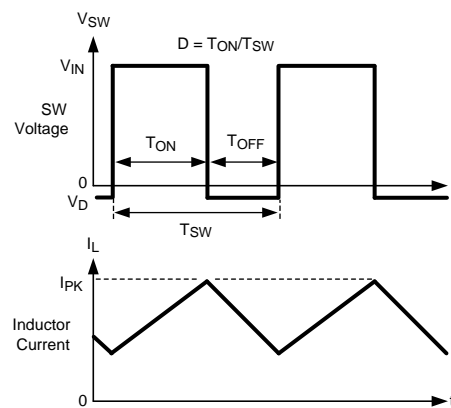 VSW
D = TON/TSW
VIN
SW
Voltage
TON
TOFF
0
VD
TSW
IL
IPK
Inductor
Current
0
t